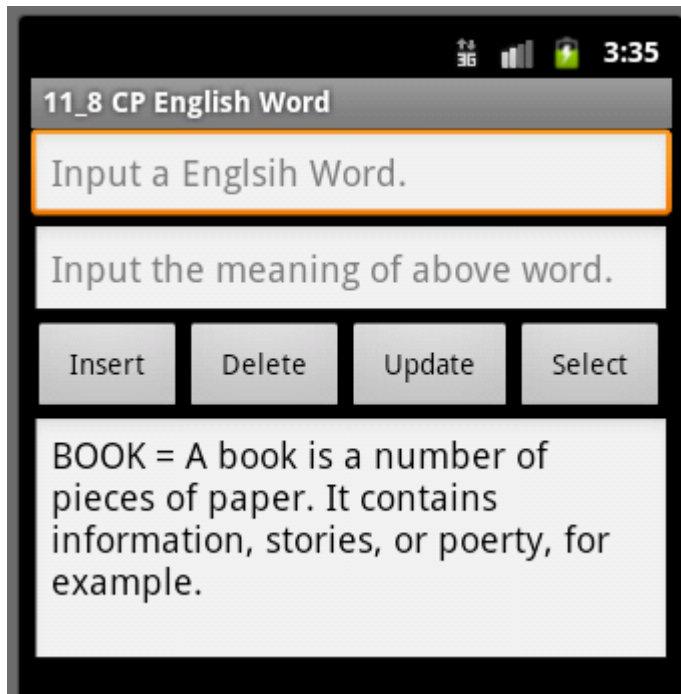 3G 3:35
11_8 CP English Word
Input a Englsih Word.
Input the meaning of above word.
Insert Delete Update Select
BOOK = A book is a number of
pieces of paper. It contains
information, stories, or poerty, for
example.